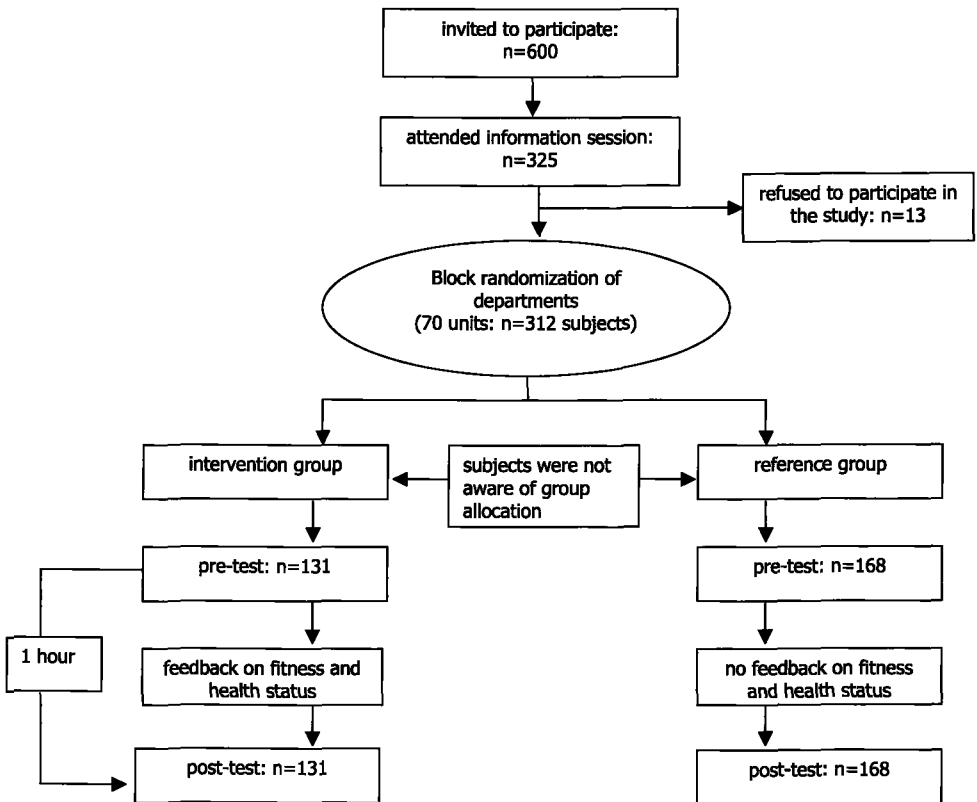 invited to participate:
n=600
attended information session:
n=325
refused to participate in
the study: n=13
Block randomization of
departments
(70 units: n=312 subjects)
intervention group
subjects were not
aware of group
allocation
reference group
pre-test: n=131
pre-test: n=168
1 hour
feedback on fitness and
health status
no feedback on fitness
and health status
post-test: n=131
post-test: n=168